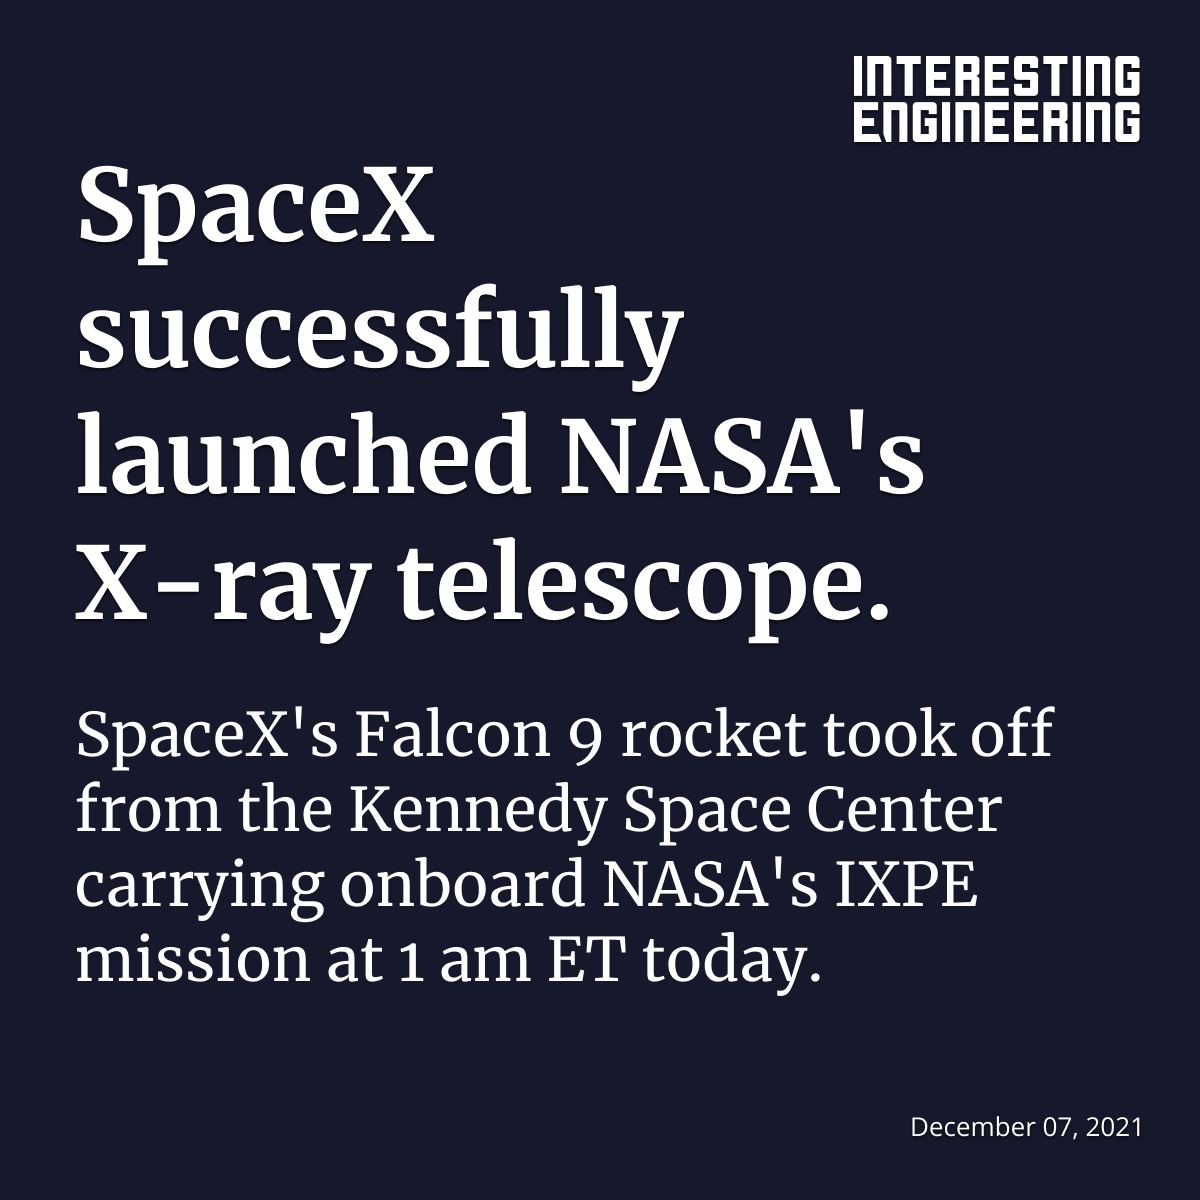 INTERESTING
ENGINEERING
SpaceX
successfully
launched NASA's
X-ray telescope.
SpaceX's Falcon 9 rocket took off
from the Kennedy Space Center
carrying onboard NASA's IXPE
mission at 1 am ET today.
December 07, 2021